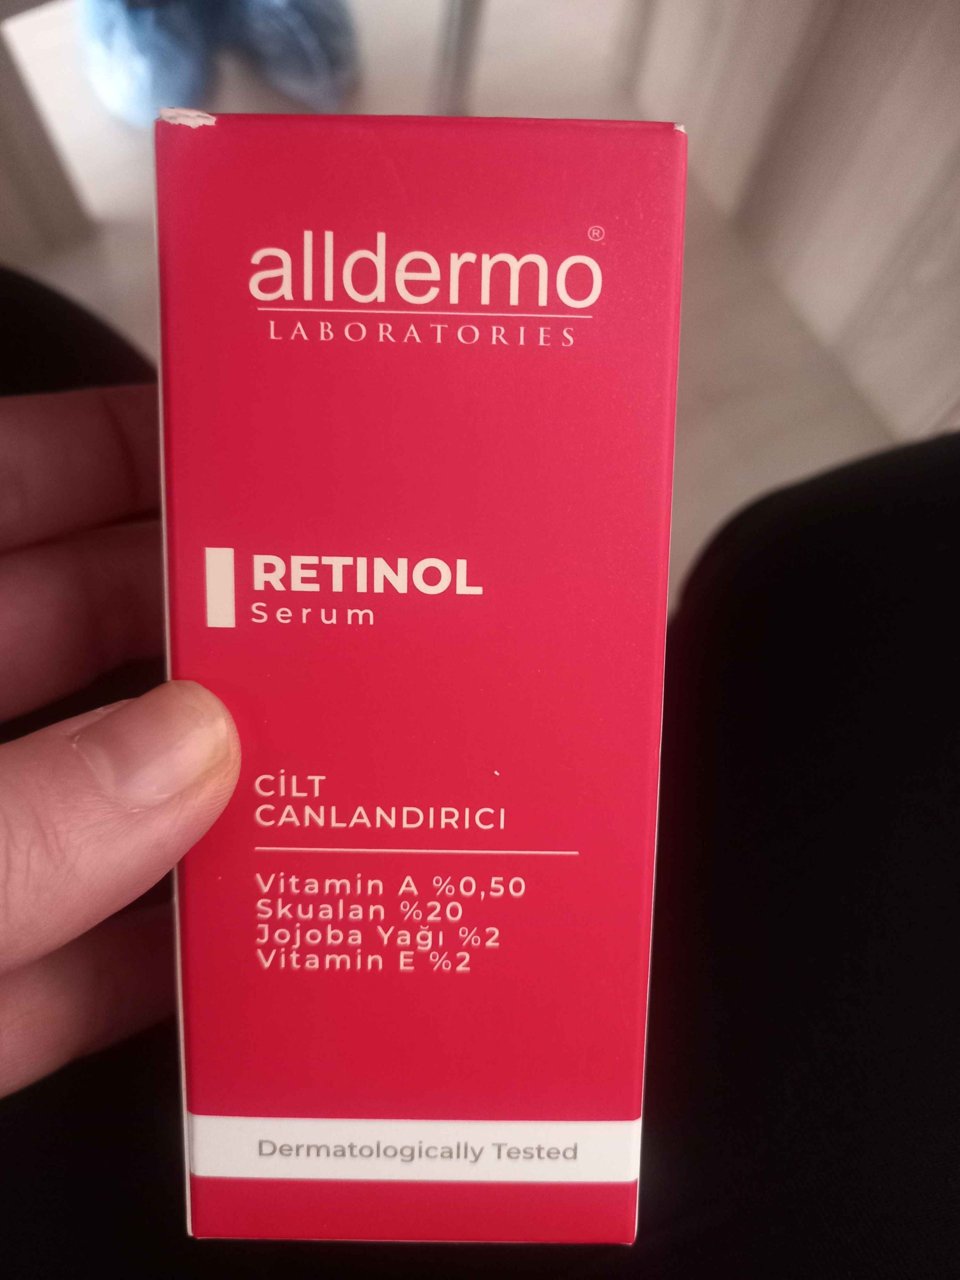 alldermo®
LABORATORIES
RETINOL
Serum
CİLT
CANLANDIRICI
Vitamin A %0,50
Skualan %20
Jojoba Yağı %2
Vitamin E %2
Dermatologically Tested